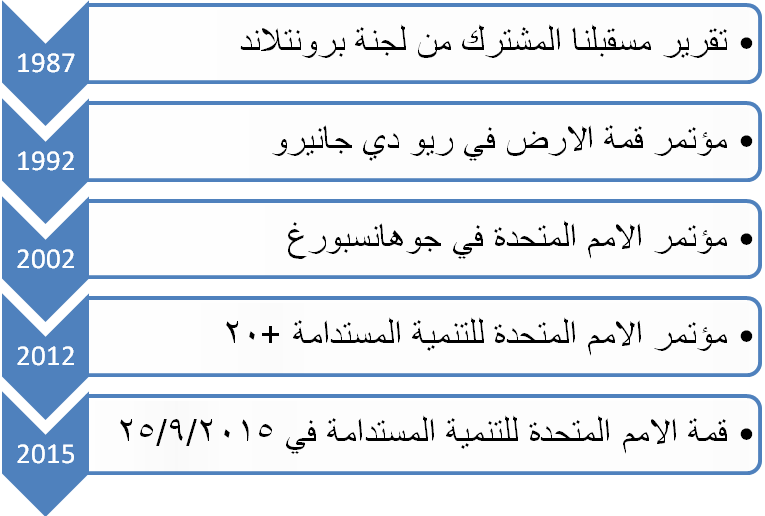 1987
تقرير مسقبلنا المشترك من لجنة برونتلاند
1992
مؤتمر قمة الارض في ريو دي جانيرو
2002
مؤتمر الامم المتحدة في جوهانسبورغ
2012
مؤتمر الامم المتحدة للتنمية المستدامة +٢٠
2015
قمة الامم المتحدة للتنمية المستدامة في ٢٥/٩/٢٠١٥